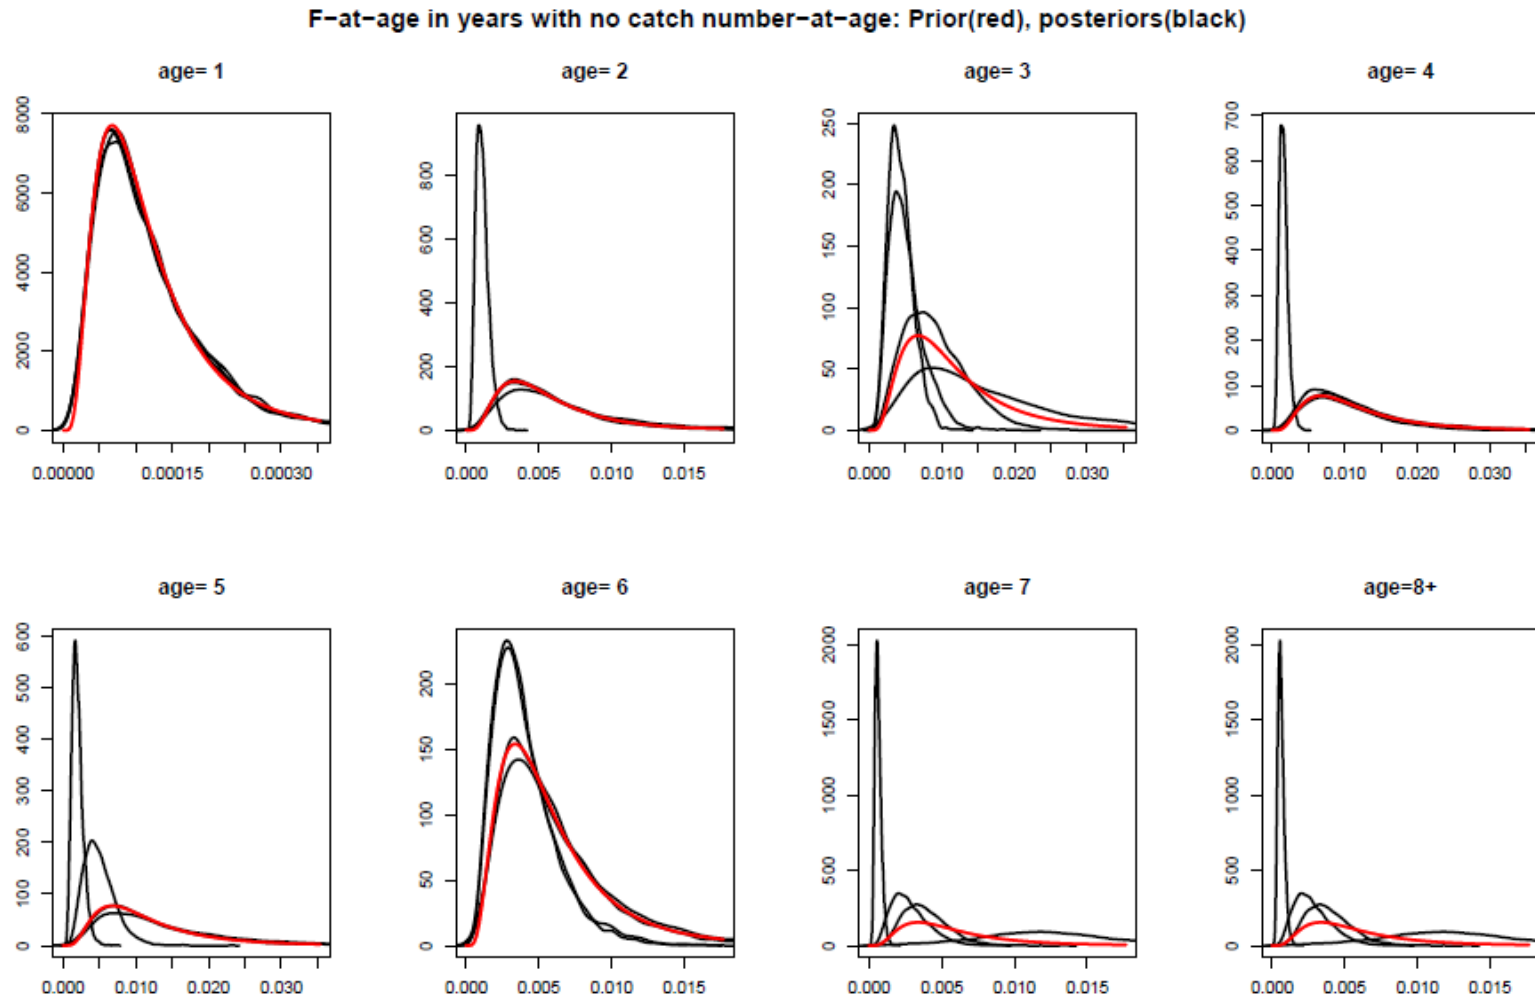 F−at−age in years with no catch number−at−age: Prior(red), posteriors(black)
age= 1
age= 2
age= 3
age= 4
8000
6000
4000
2000
0
0.00000 0.00015 0.00030
800
600
400
200
0
0.000 0.005 0.010 0.015
250
200
150
100
50
0
0.000 0.010 0.020 0.030
700
600
500
400
300
200
100
0
0.000 0.010 0.020 0.030
age= 5
age= 6
age= 7
age=8+
600
500
400
300
200
100
0
0.000 0.010 0.020 0.030
200
150
100
50
0
0.000 0.005 0.010 0.015
2000
1500
1000
500
0
0.000 0.005 0.010 0.015
2000
1500
1000
500
0
0.000 0.005 0.010 0.015